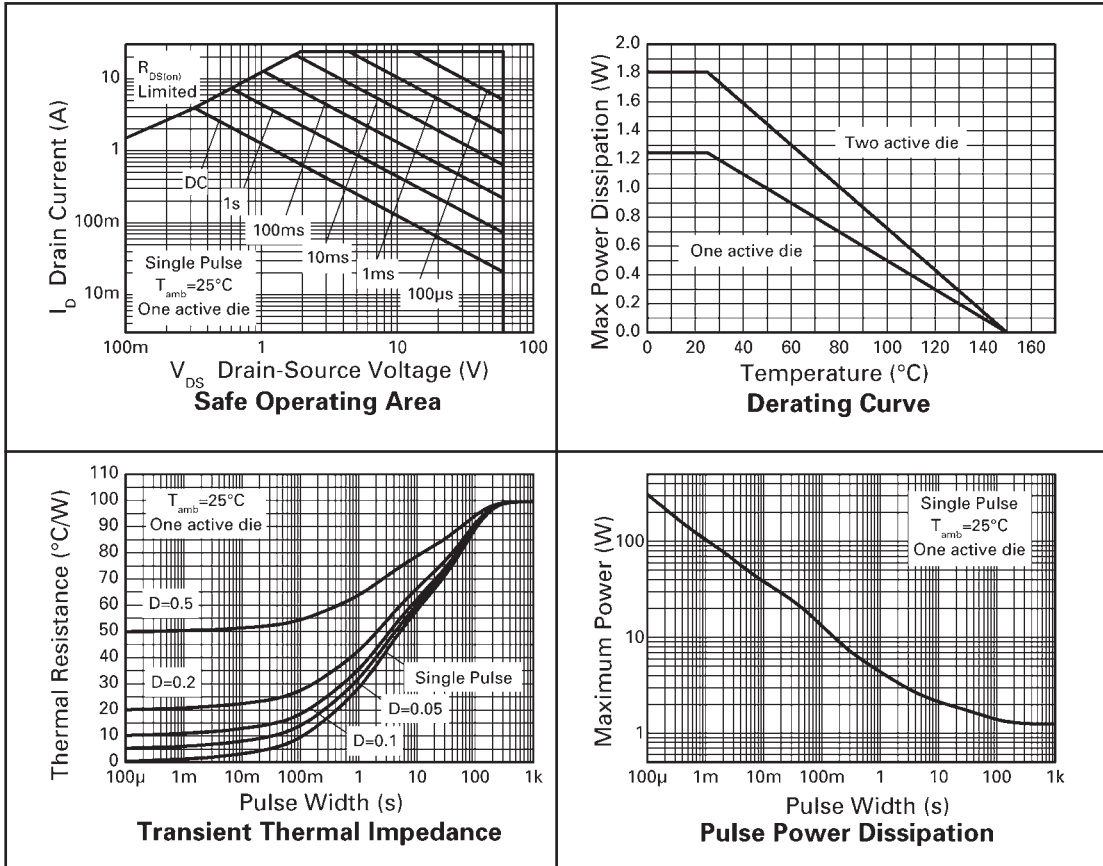 10
1
100m
10m
I_D Drain Current (A)
R_DS(on)
Limited
DC
1s
100ms
10ms
1ms
100µs
Single Pulse
T_amb=25°C
One active die
100m 1 10 100
V_DS Drain-Source Voltage (V)
Safe Operating Area
2.0
1.8
1.6
1.4
1.2
1.0
0.8
0.6
0.4
0.2
0.0
Max Power Dissipation (W)
Two active die
One active die
0 20 40 60 80 100 120 140 160
Temperature (°C)
Derating Curve
110
100
90
80
70
60
50
40
30
20
10
0
Thermal Resistance (°C/W)
T_amb=25°C
One active die
D=0.5
D=0.2
Single Pulse
D=0.05
D=0.1
100µ 1m 10m 100m 1 10 100 1k
Pulse Width (s)
Transient Thermal Impedance
100
10
1
Maximum Power (W)
Single Pulse
T_amb=25°C
One active die
100µ 1m 10m 100m 1 10 100 1k
Pulse Width (s)
Pulse Power Dissipation